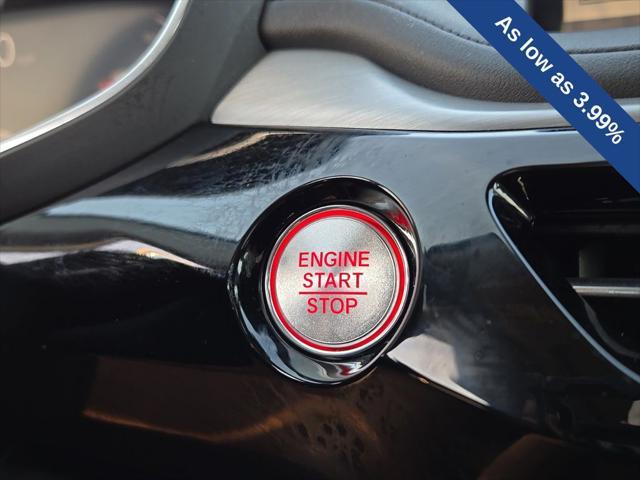 As low as 3.99%
ENGINE
START
STOP